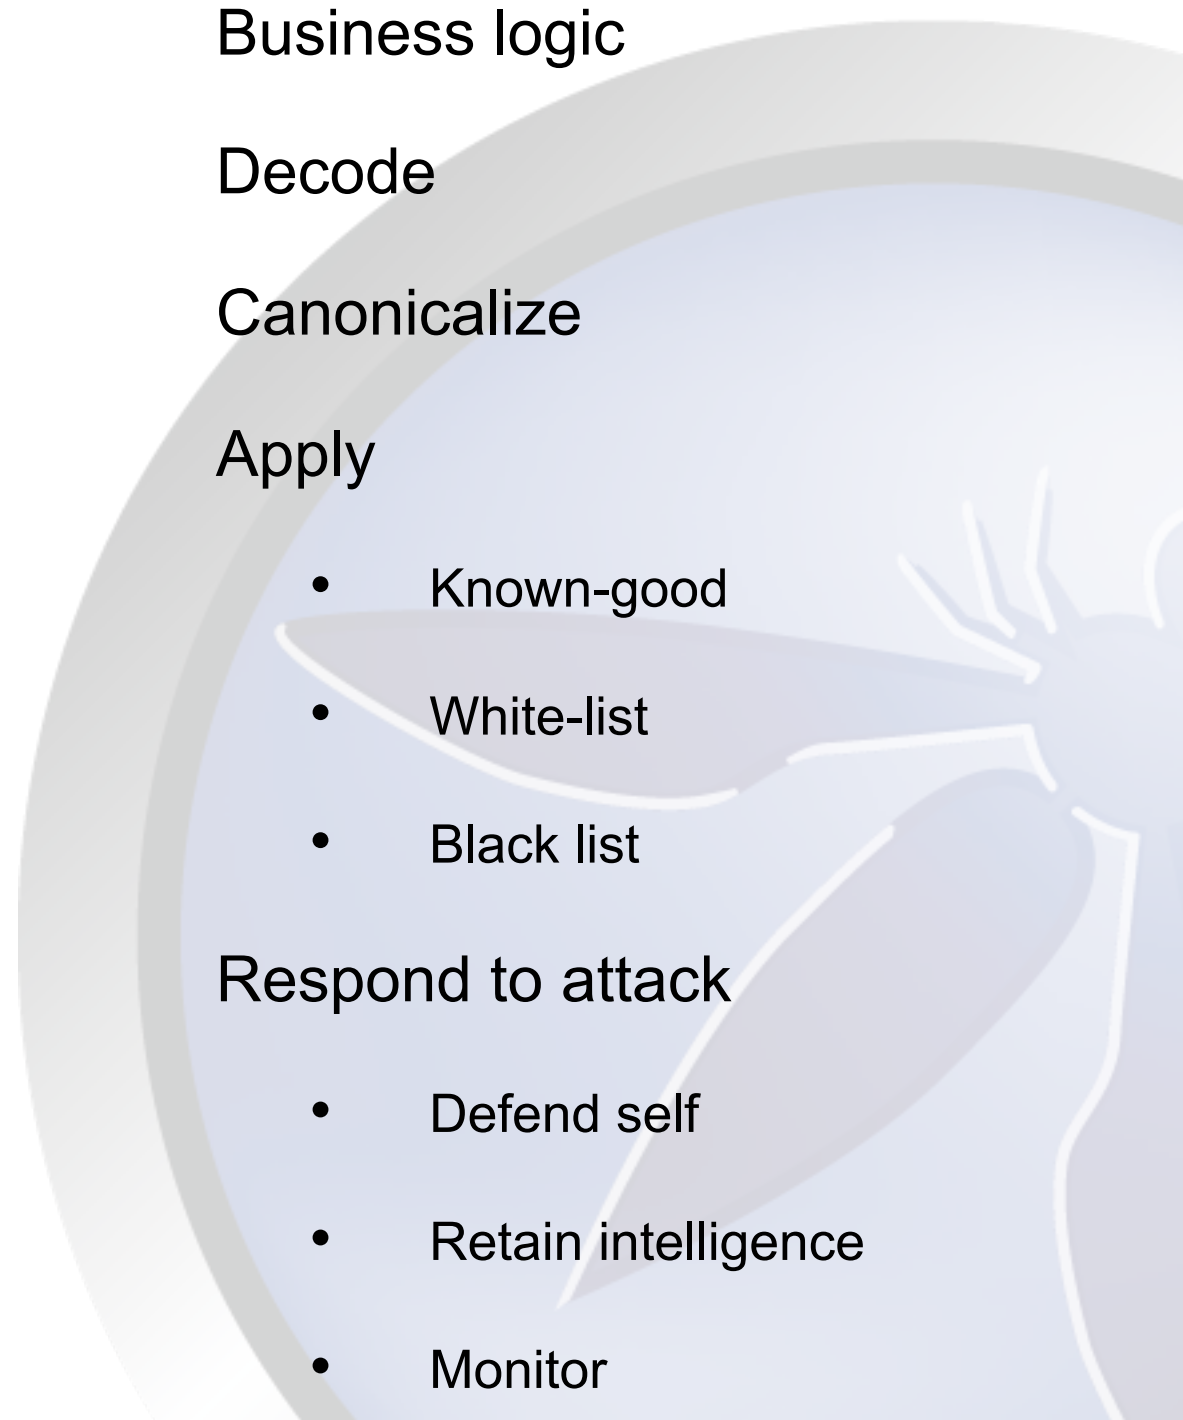 Business logic
Decode
Canonicalize
Apply
• Known-good
• White-list
• Black list
Respond to attack
• Defend self
• Retain intelligence
• Monitor